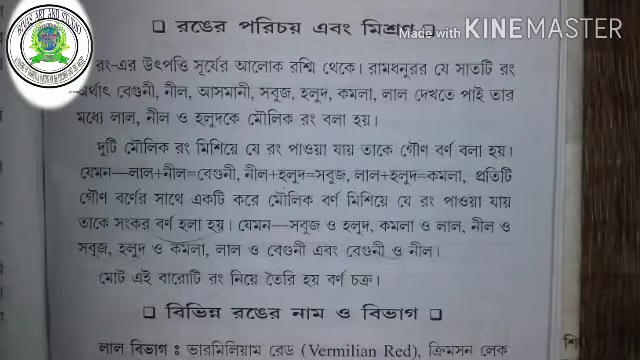 □ রঙের পরিচয় এবং মিশ্রণ □
Made with KINEMASTER
রং-এর উৎপত্তি সূর্যের আলোক রশ্মি থেকে। রামধনুরর যে সাতটি রং
অর্থাৎ বেগুনী, নীল, আসমানী, সবুজ, হলুদ, কমলা, লাল দেখতে পাই তার
মধ্যে লাল, নীল ও হলুদকে মৌলিক রং বলা হয়।
দুটি মৌলিক রং মিশিয়ে যে রং পাওয়া যায় তাকে গৌণ বর্ণ বলা হয়।
যেমন—লাল+নীল=বেগুনী, নীল+হলুদ=সবুজ, লাল+হলুদ=কমলা, প্রতিটি
গৌণ বর্ণের সাথে একটি করে মৌলিক বর্ণ মিশিয়ে যে রং পাওয়া যায়
তাকে সংকর বর্ণ হলা হয়। যেমন—সবুজ ও হলুদ, কমলা ও লাল, নীল ও
সবুজ, হলুদ ও কমলা, লাল ও বেগুনী এবং বেগুনী ও নীল।
মোট এই বারোটি রং নিয়ে তৈরি হয় বর্ণ চক্র।
□ বিভিন্ন রঙের নাম ও বিভাগ □
লাল বিভাগ : ভারমিলিয়াম রেড (Vermilian Red), ক্রিমসন লেক
শি